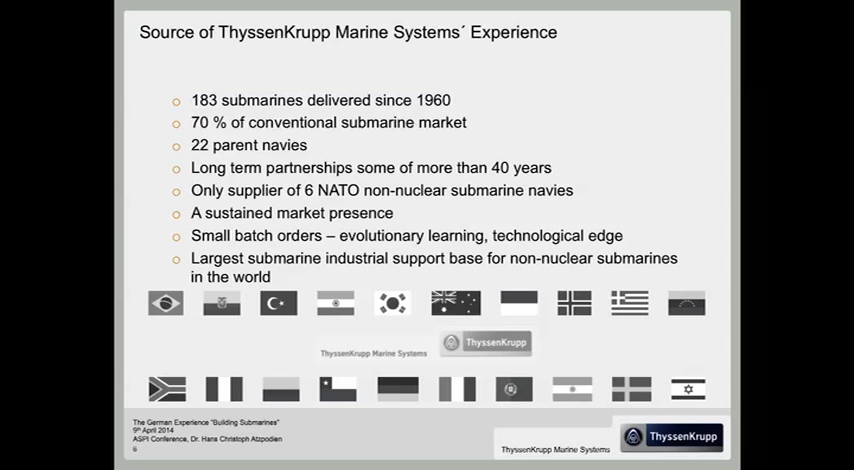 Source of ThyssenKrupp Marine Systems´ Experience
183 submarines delivered since 1960
70 % of conventional submarine market
22 parent navies
Long term partnerships some of more than 40 years
Only supplier of 6 NATO non-nuclear submarine navies
A sustained market presence
Small batch orders – evolutionary learning, technological edge
Largest submarine industrial support base for non-nuclear submarines
in the world
ThyssenKrupp Marine Systems
ThyssenKrupp
The German Experience "Building Submarines"
9th April 2014
ASPI Conference, Dr. Hans Christoph Atzpodien
6
ThyssenKrupp Marine Systems
ThyssenKrupp